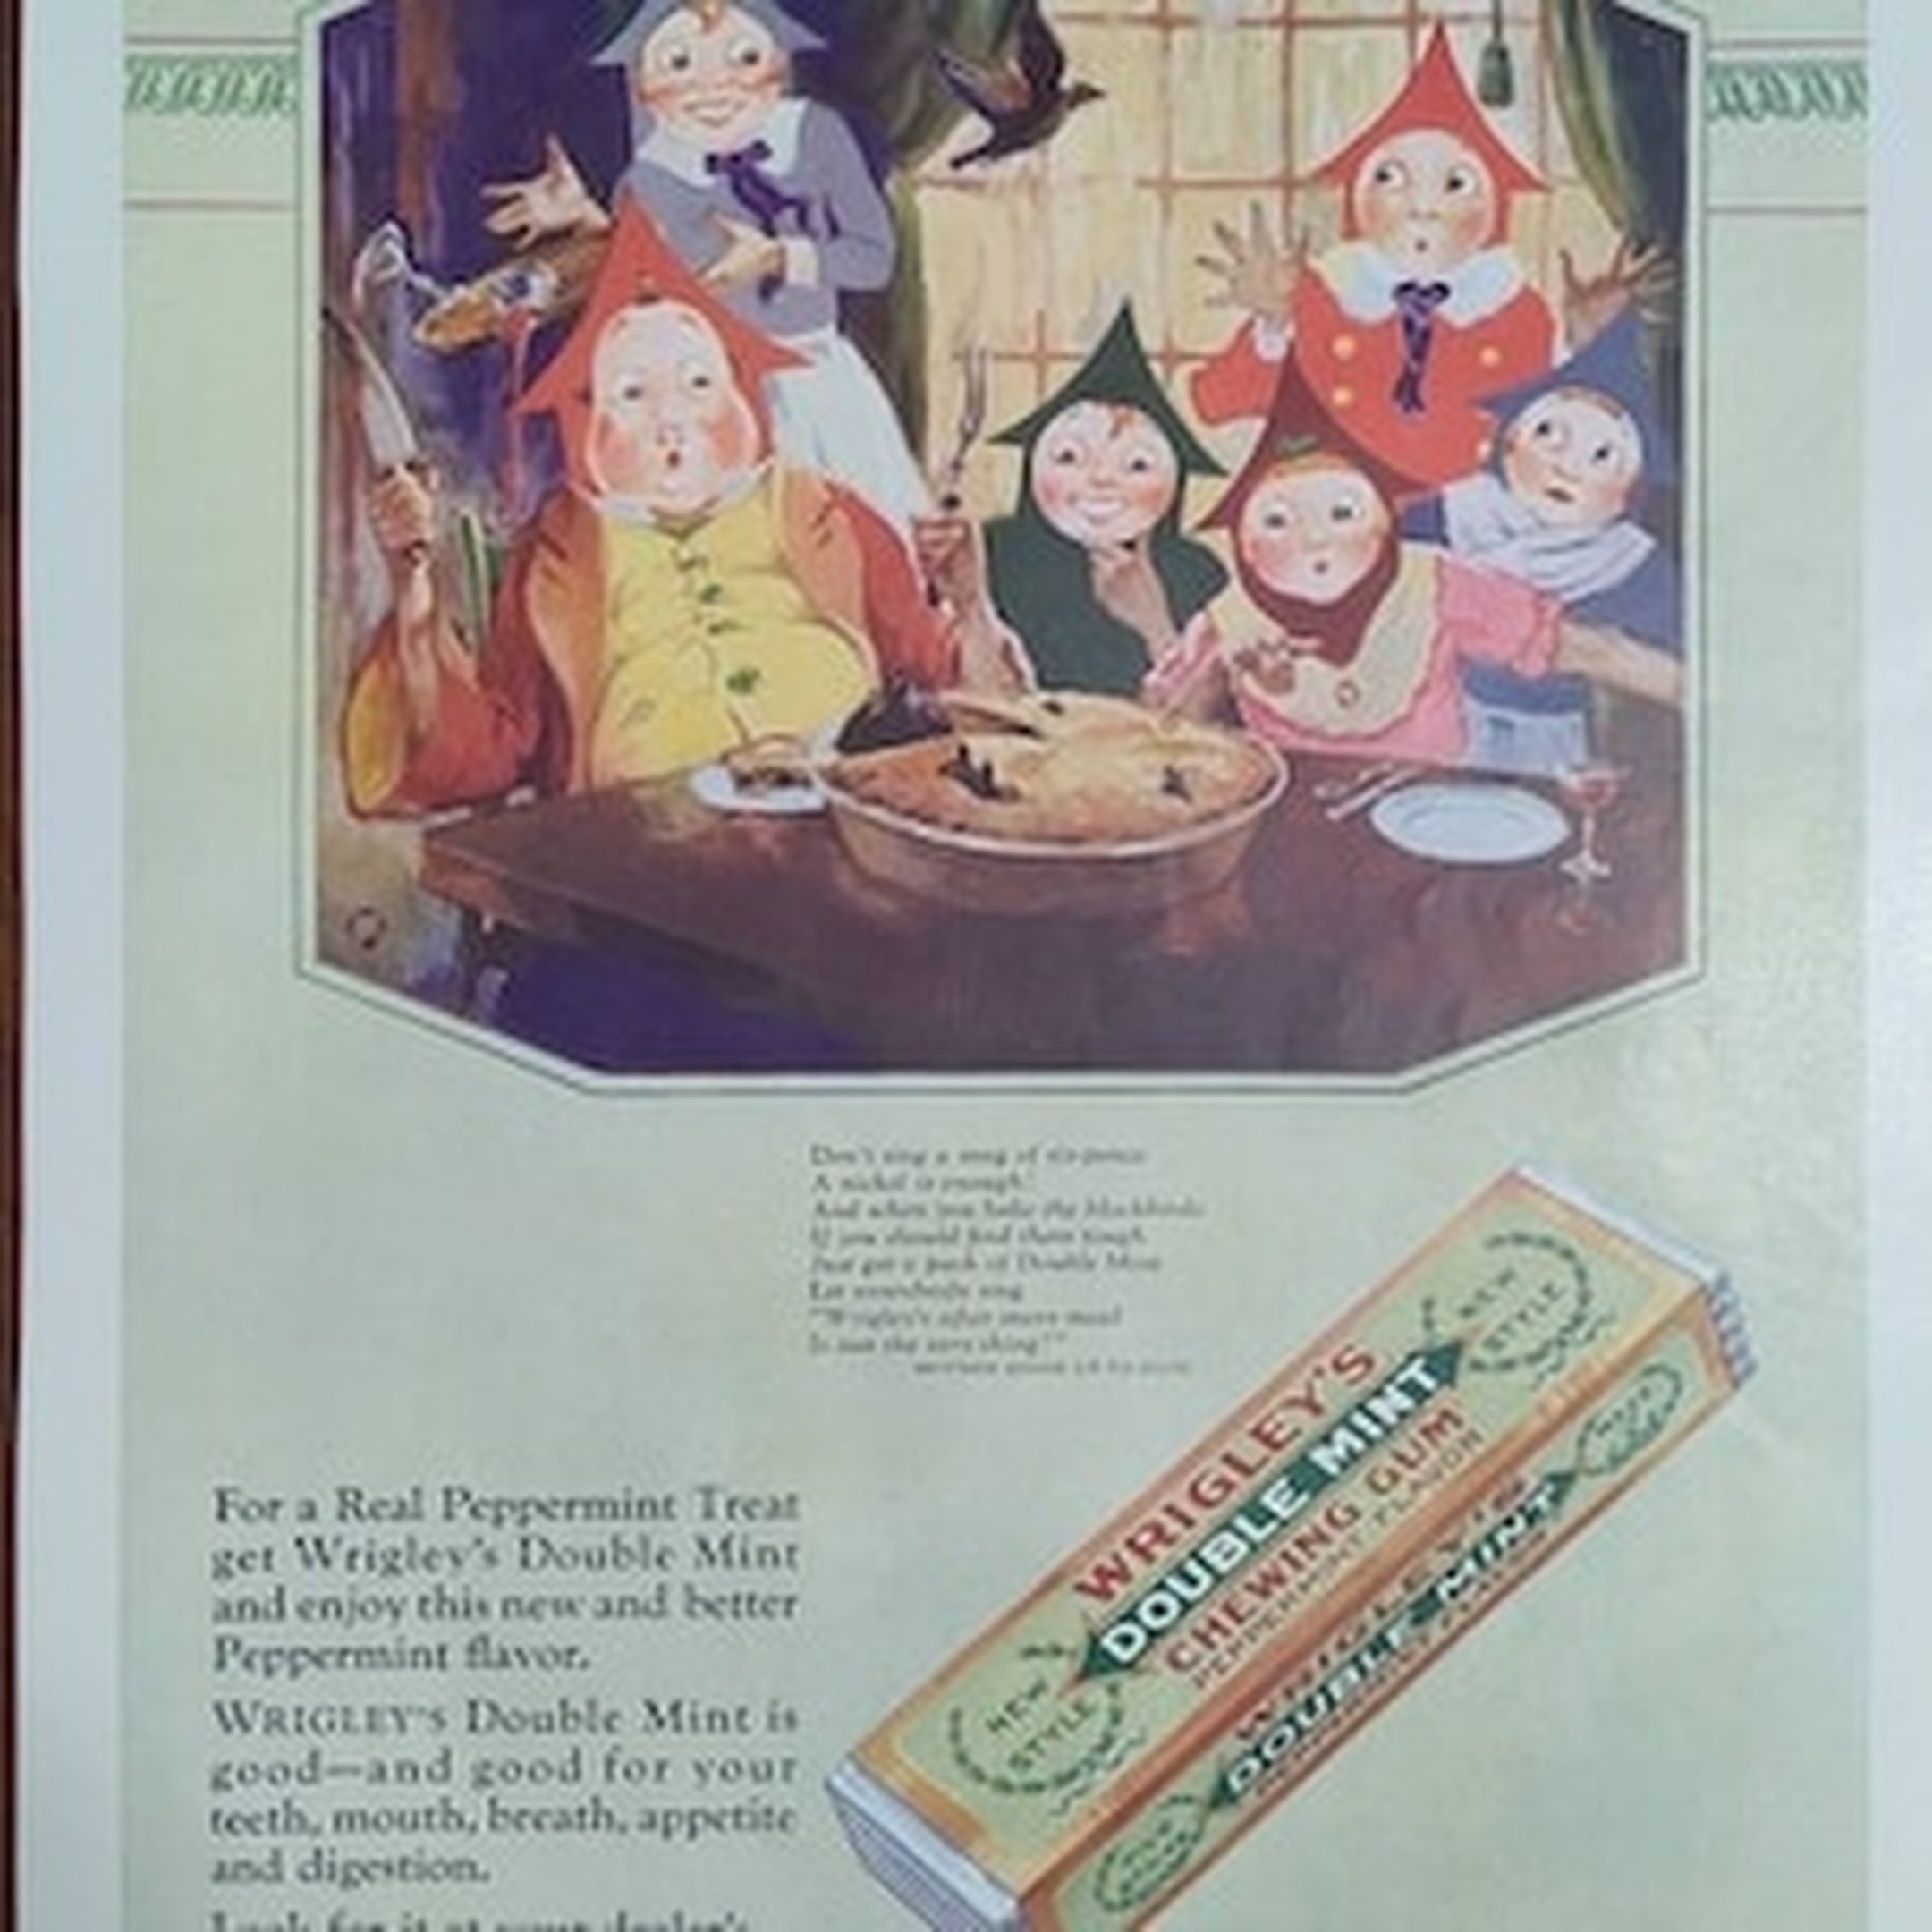 Don't sing a song of six-pence
A nickel is enough
And when you bake the blackbirds
If you should find them tough
Just get a pack of Double Mint
Let everybody sing
"Wrigley's after every meal
Is just the very thing!"
For a Real Peppermint Treat
get Wrigley's Double Mint
and enjoy this new and better
Peppermint flavor.
WRIGLEY'S Double Mint is
good—and good for your
teeth, mouth, breath, appetite
and digestion.
Look for it at your dealer's
NEW
STYLE
WRIGLEY'S
DOUBLE MINT
CHEWING GUM
PEPPERMINT FLAVOR
NEW
STYLE
WRIGLEY'S
DOUBLE MINT